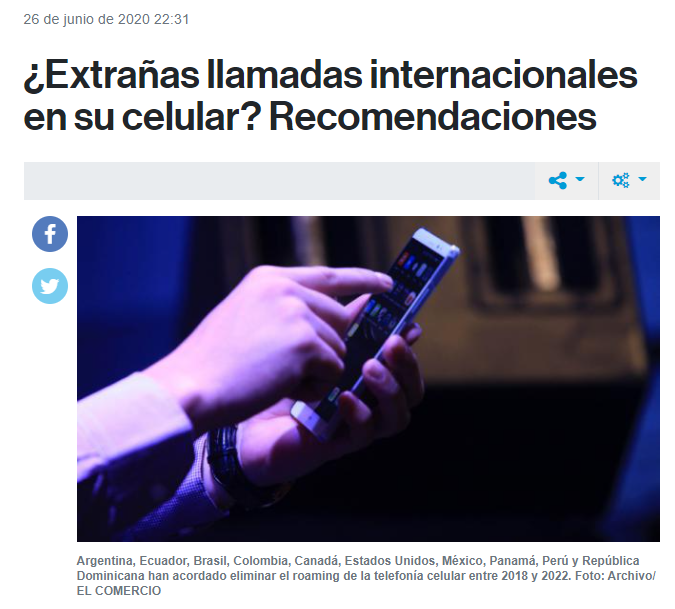 26 de junio de 2020 22:31
¿Extrañas llamadas internacionales
en su celular? Recomendaciones
Argentina, Ecuador, Brasil, Colombia, Canadá, Estados Unidos, México, Panamá, Perú y República
Dominicana han acordado eliminar el roaming de la telefonía celular entre 2018 y 2022. Foto: Archivo/
EL COMERCIO